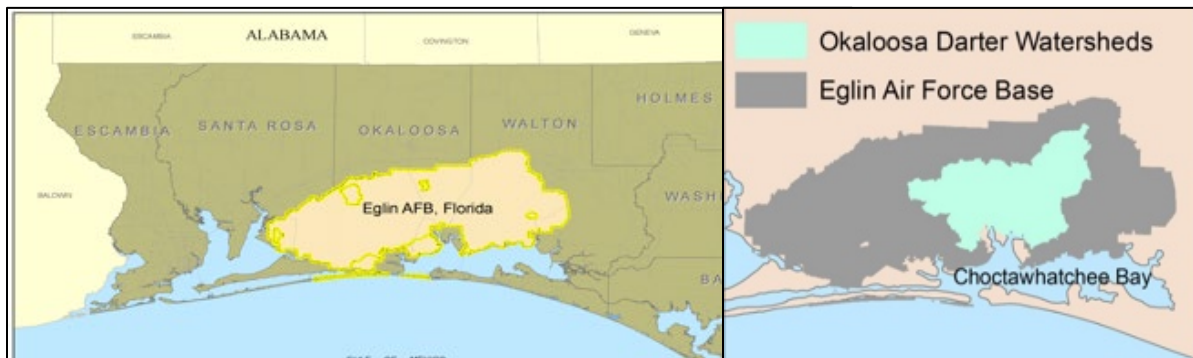 ESCAMBIA
ALABAMA
COVINGTON
GENEVA
HOLMES
ESCAMBIA
SANTA ROSA
OKALOOSA
WALTON
BALDWIN
WASHI
Eglin AFB, Florida
BA
Okaloosa Darter Watersheds
Eglin Air Force Base
Choctawhatchee Bay